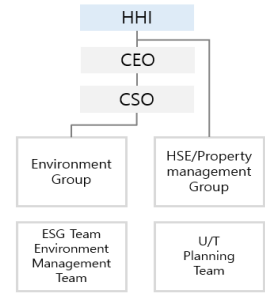 HHI
CEO
CSO
Environment
Group
HSE/Property
management
Group
ESG Team
Environment
Management
Team
U/T
Planning
Team